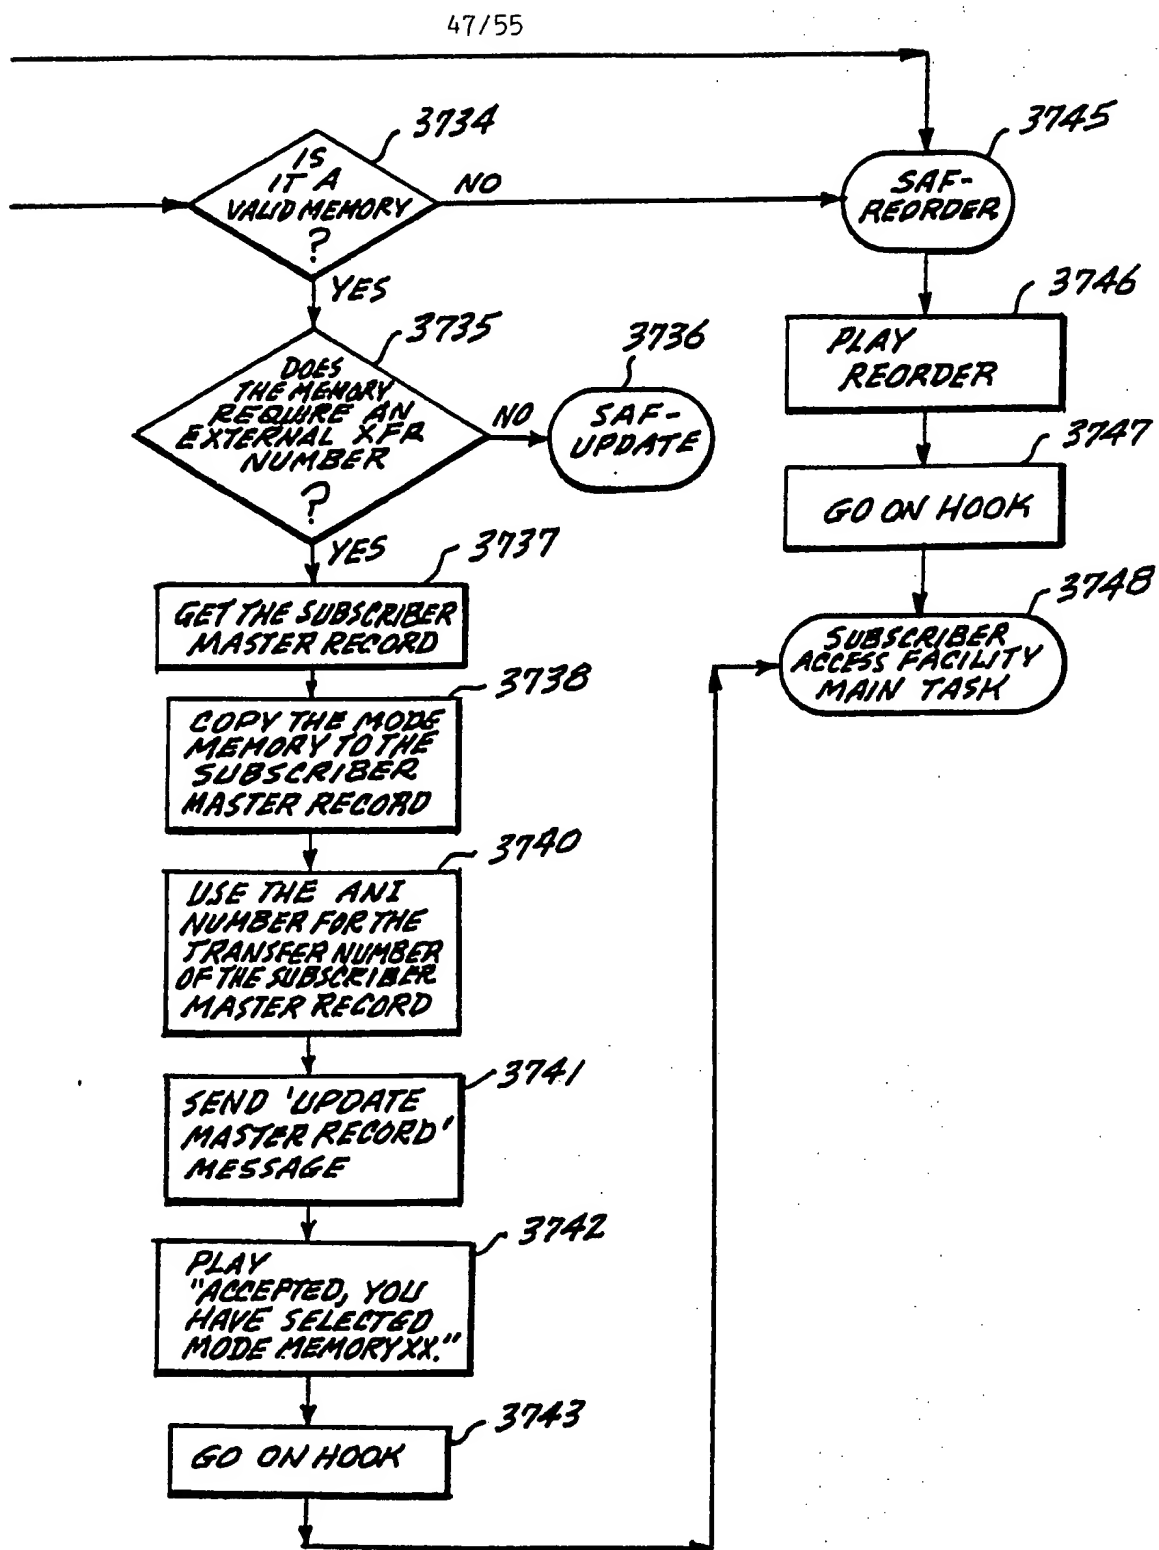 47/55
3734
IS
IT A
VALID MEMORY
?
NO
YES
3745
SAF-
REORDER
3746
PLAY
REORDER
3747
GO ON HOOK
3748
SUBSCRIBER
ACCESS FACILITY
MAIN TASK
3735
DOES
THE MEMORY
REQUIRE AN
EXTERNAL XFR
NUMBER
?
NO
YES
3736
SAF-
UPDATE
3737
GET THE SUBSCRIBER
MASTER RECORD
3738
COPY THE MODE
MEMORY TO THE
SUBSCRIBER
MASTER RECORD
3740
USE THE ANI
NUMBER FOR THE
TRANSFER NUMBER
OF THE SUBSCRIBER
MASTER RECORD
3741
SEND 'UPDATE
MASTER RECORD'
MESSAGE
3742
PLAY
"ACCEPTED, YOU
HAVE SELECTED
MODE MEMORY XX."
3743
GO ON HOOK